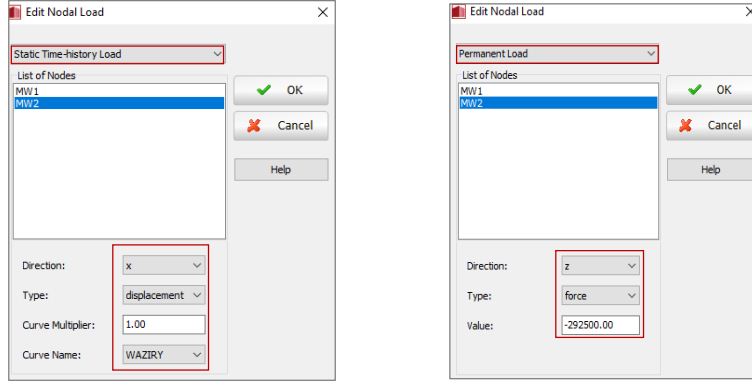 Edit Nodal Load
Static Time-history Load
List of Nodes
MW1
MW2
OK
Cancel
Help
Direction:
x
Type:
displacement
Curve Multiplier:
1.00
Curve Name:
WAZIRY
Edit Nodal Load
Permanent Load
List of Nodes
MW1
MW2
OK
Cancel
Help
Direction:
z
Type:
force
Value:
-292500.00